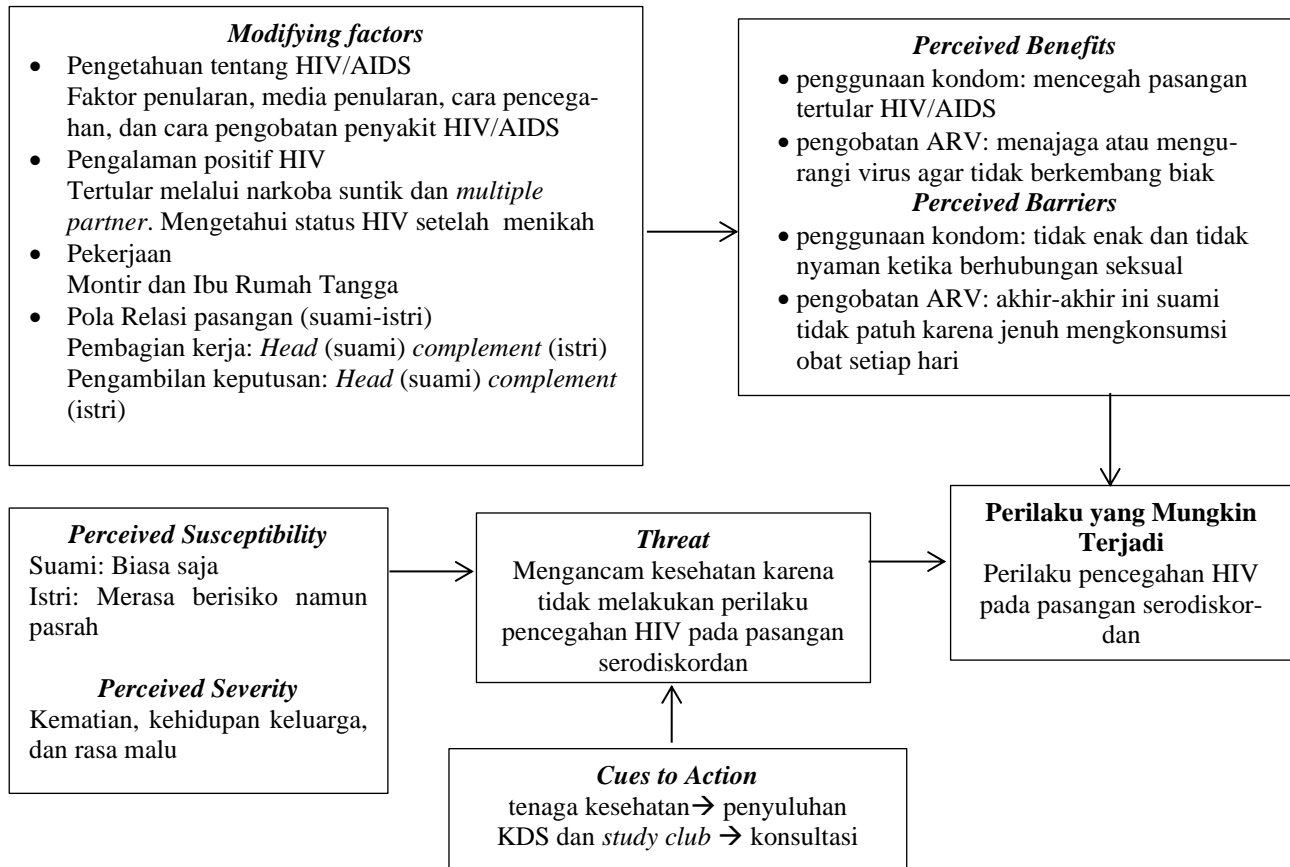 Modifying factors
• Pengetahuan tentang HIV/AIDS
Faktor penularan, media penularan, cara pencega-
han, dan cara pengobatan penyakit HIV/AIDS
• Pengalaman positif HIV
Tertular melalui narkoba suntik dan multiple
partner. Mengetahui status HIV setelah menikah
• Pekerjaan
Montir dan Ibu Rumah Tangga
• Pola Relasi pasangan (suami-istri)
Pembagian kerja: Head (suami) complement (istri)
Pengambilan keputusan: Head (suami) complement
(istri)
Perceived Benefits
• penggunaan kondom: mencegah pasangan
tertular HIV/AIDS
• pengobatan ARV: menajaga atau mengu-
rangi virus agar tidak berkembang biak
Perceived Barriers
• penggunaan kondom: tidak enak dan tidak
nyaman ketika berhubungan seksual
• pengobatan ARV: akhir-akhir ini suami
tidak patuh karena jenuh mengkonsumsi
obat setiap hari
Perceived Susceptibility
Suami: Biasa saja
Istri: Merasa berisiko namun
pasrah
Perceived Severity
Kematian, kehidupan keluarga,
dan rasa malu
Threat
Mengancam kesehatan karena
tidak melakukan perilaku
pencegahan HIV pada pasangan
serodiskordan
Perilaku yang Mungkin
Terjadi
Perilaku pencegahan HIV
pada pasangan serodiskor-
dan
Cues to Action
tenaga kesehatan → penyuluhan
KDS dan study club → konsultasi